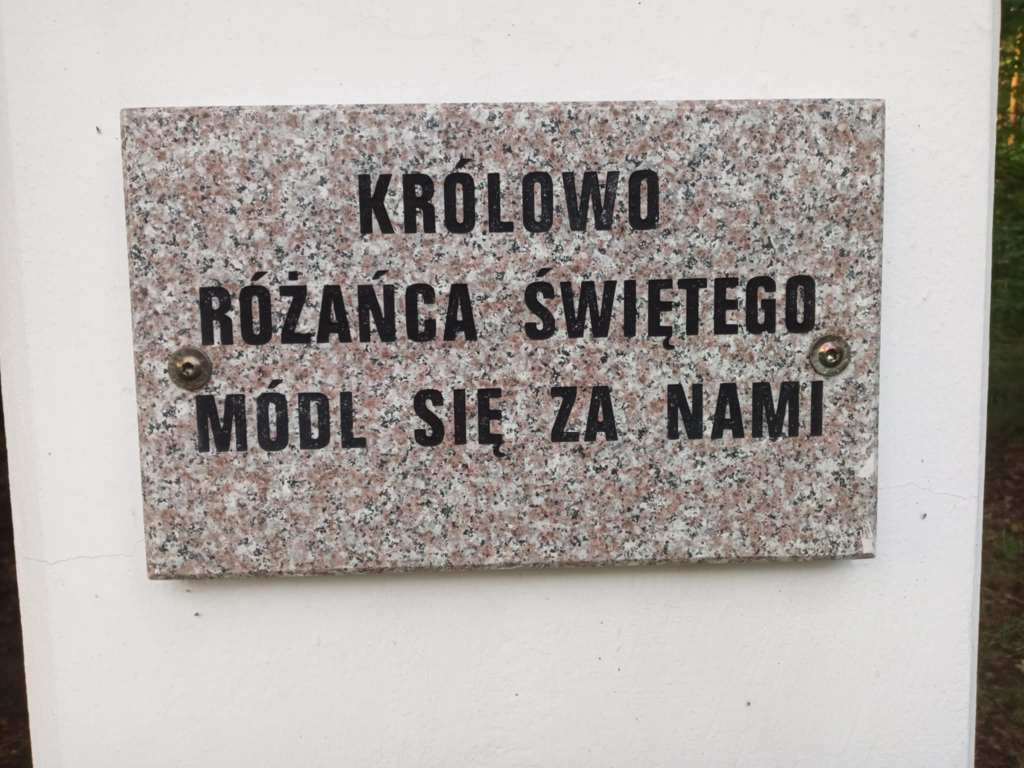 KRÓLOWO
RÓŻAŃCA ŚWIĘTEGO
MÓDL SIĘ ZA NAMI